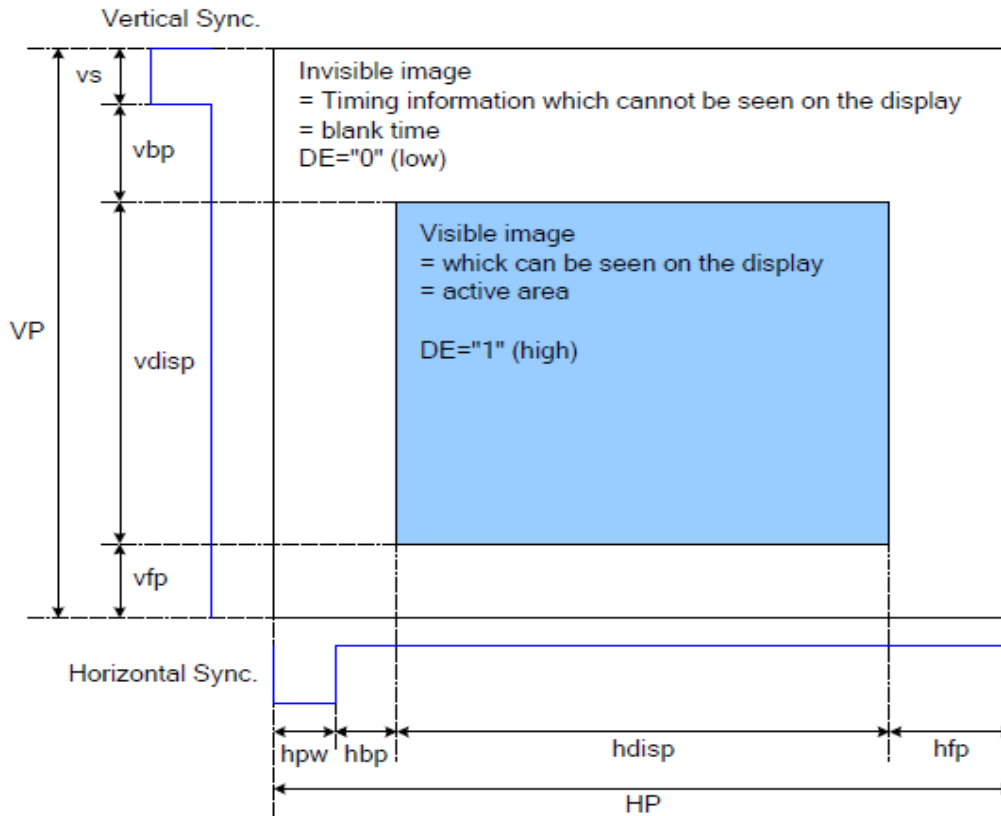 Vertical Sync.
vs
Invisible image
= Timing information which cannot be seen on the display
= blank time
DE="0" (low)
vbp
Visible image
= whick can be seen on the display
= active area
DE="1" (high)
VP
vdisp
vfp
Horizontal Sync.
hpw
hbp
hdisp
hfp
HP